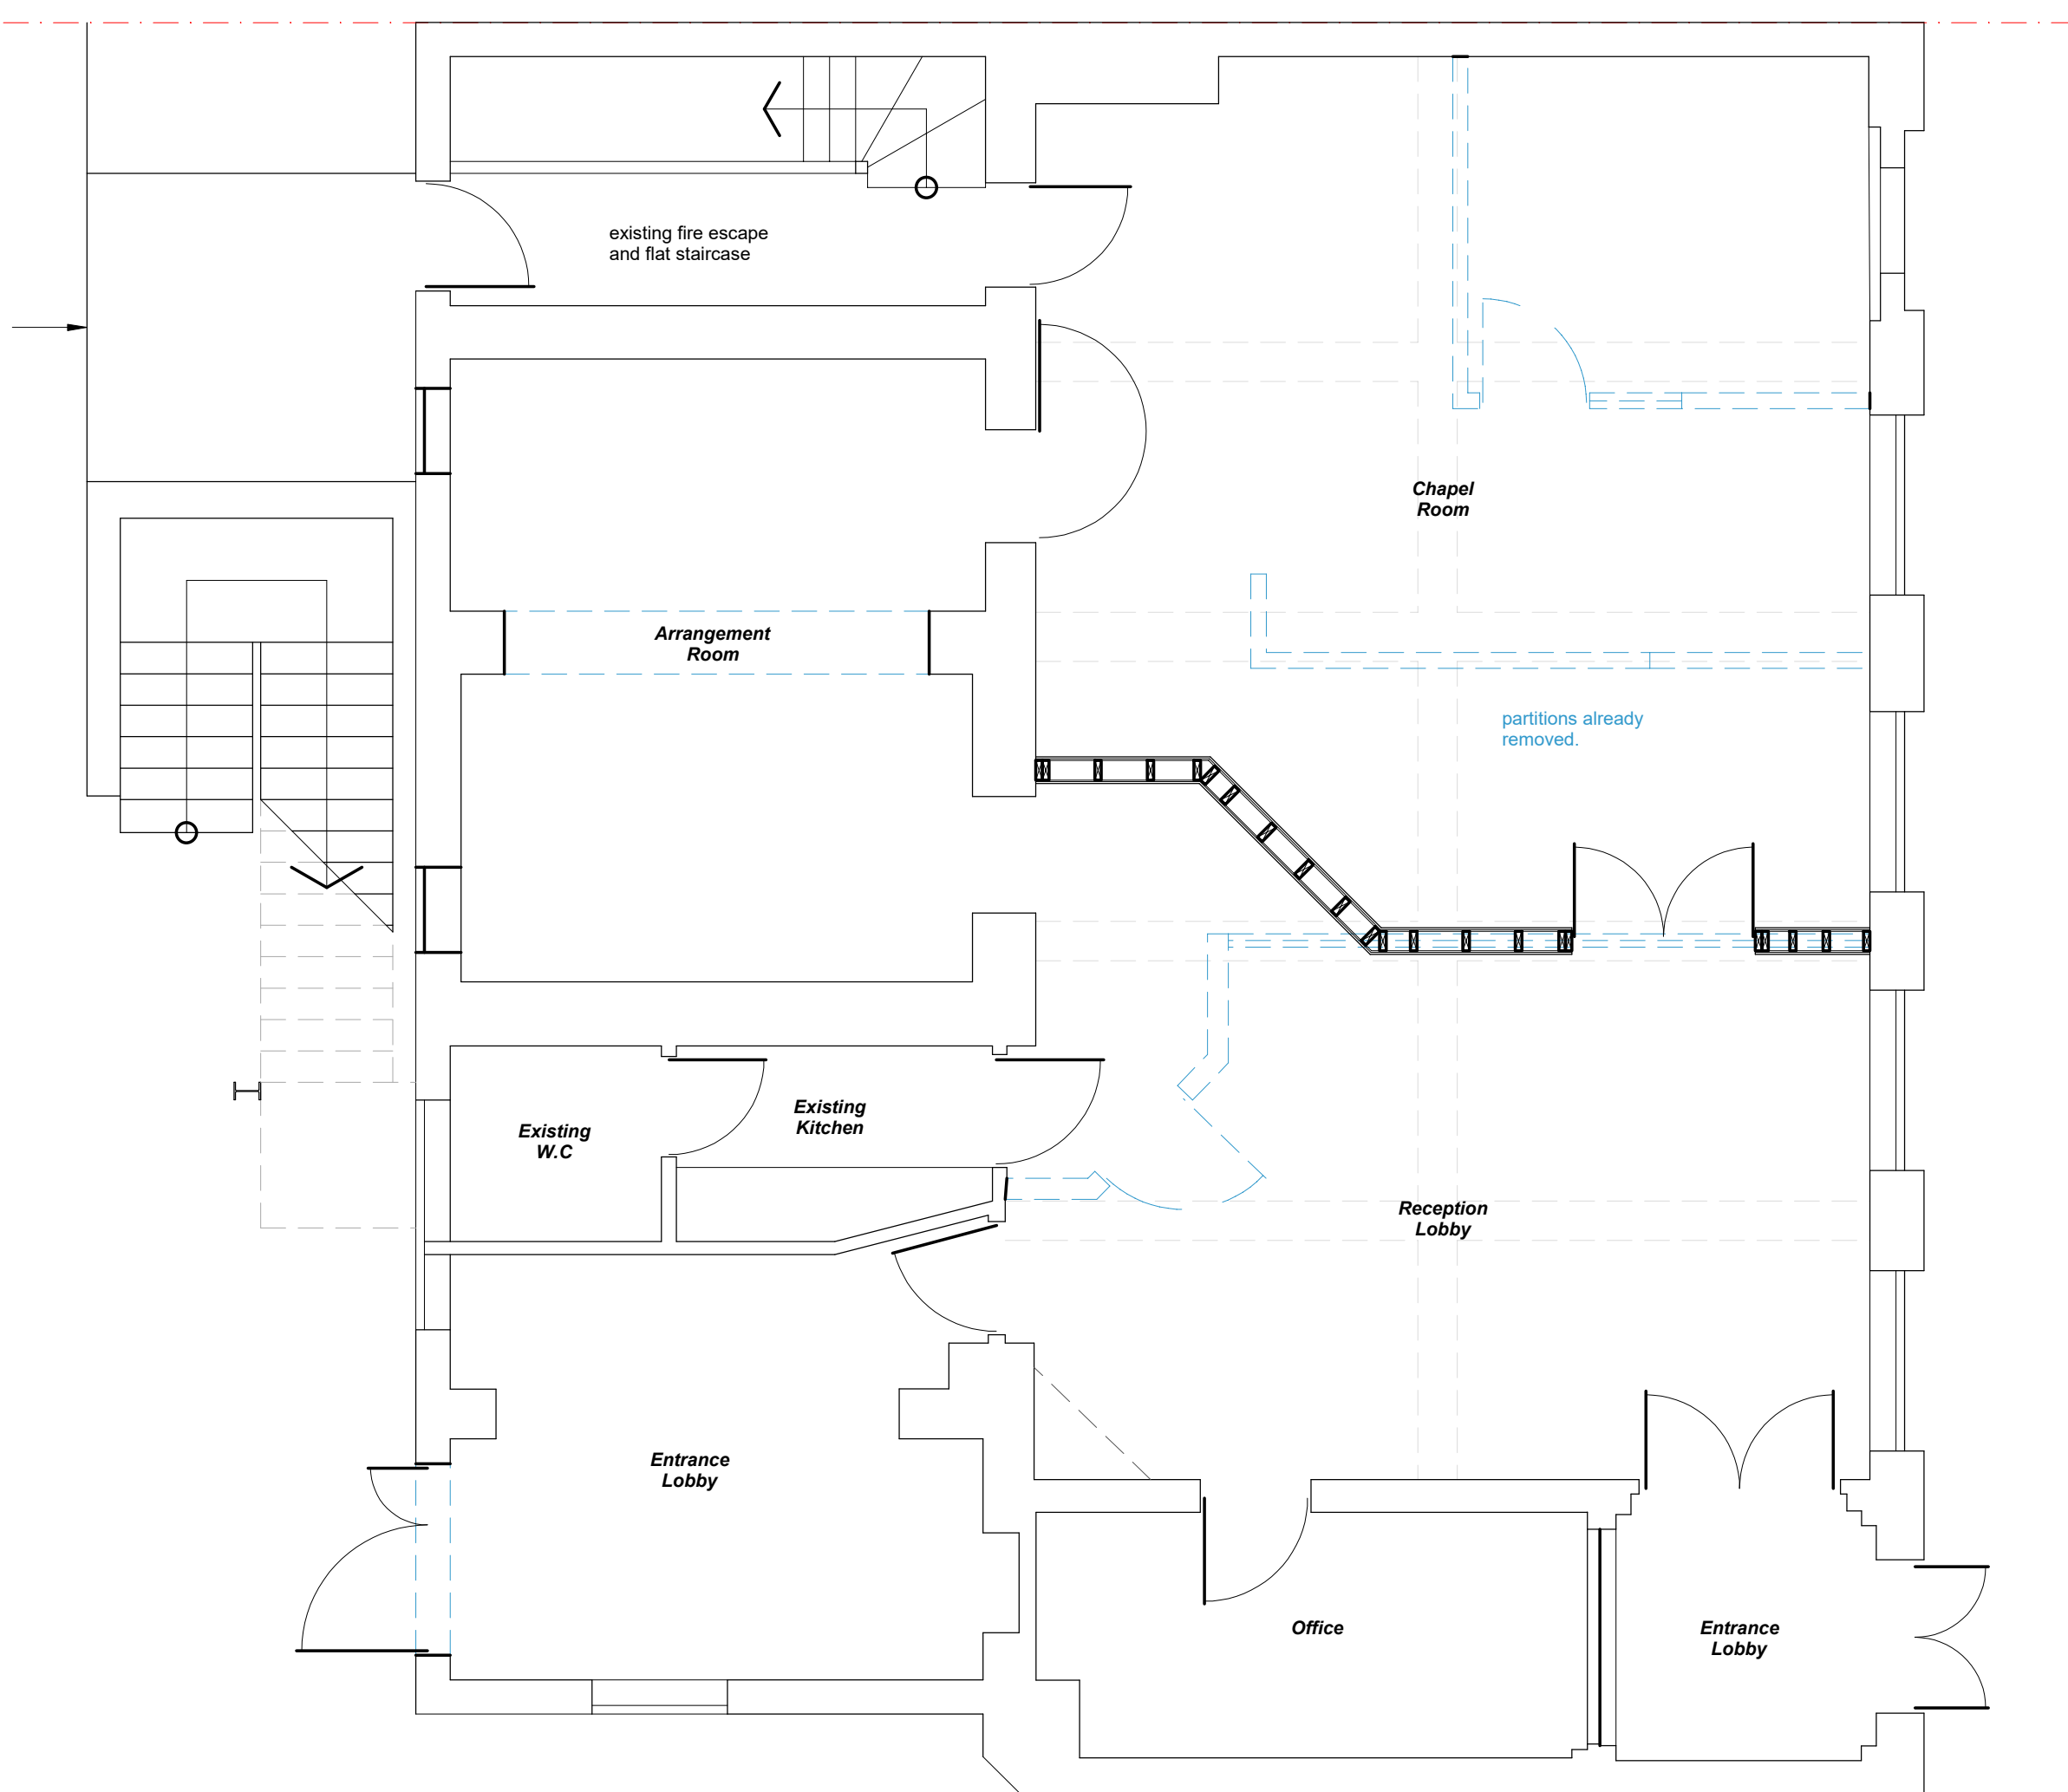 existing fire escape
and flat staircase
Chapel
Room
Arrangement
Room
partitions already
removed.
Existing
Kitchen
Existing
W.C
Reception
Lobby
Entrance
Lobby
Office
Entrance
Lobby